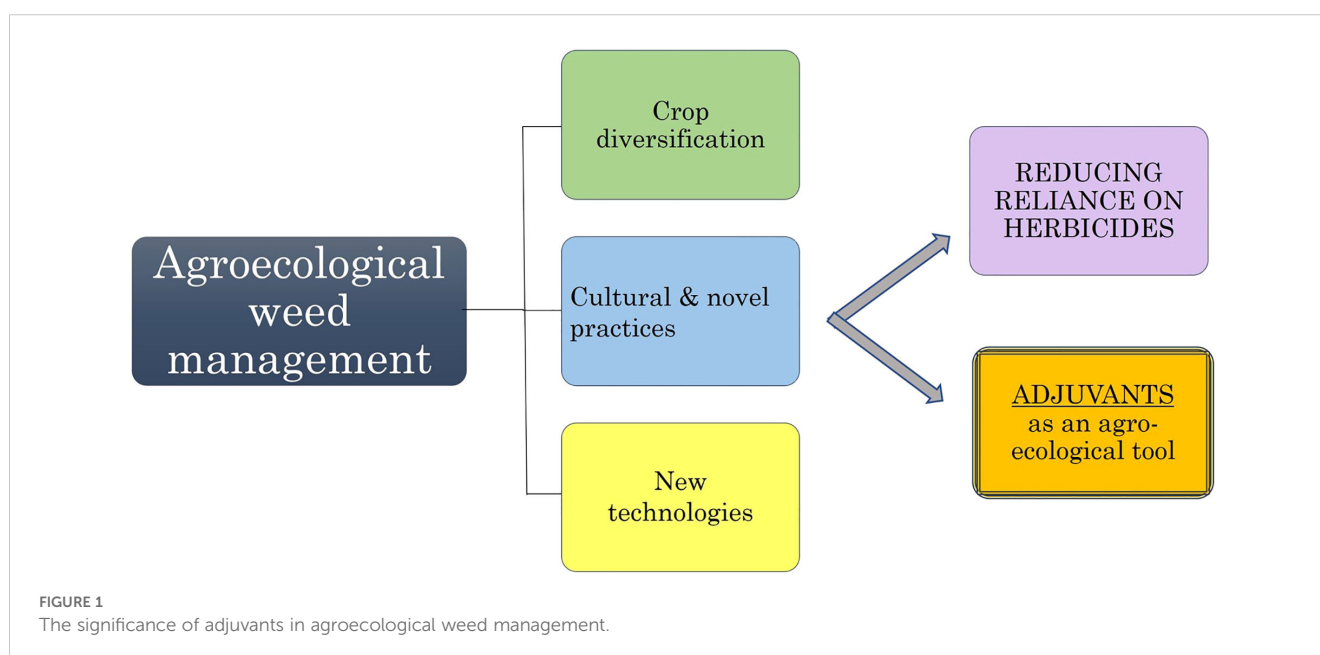 Agroecological
weed
management
Crop
diversification
Cultural & novel
practices
New
technologies
REDUCING
RELIANCE ON
HERBICIDES
ADJUVANTS
as an agro-
ecological tool
FIGURE 1
The significance of adjuvants in agroecological weed management.